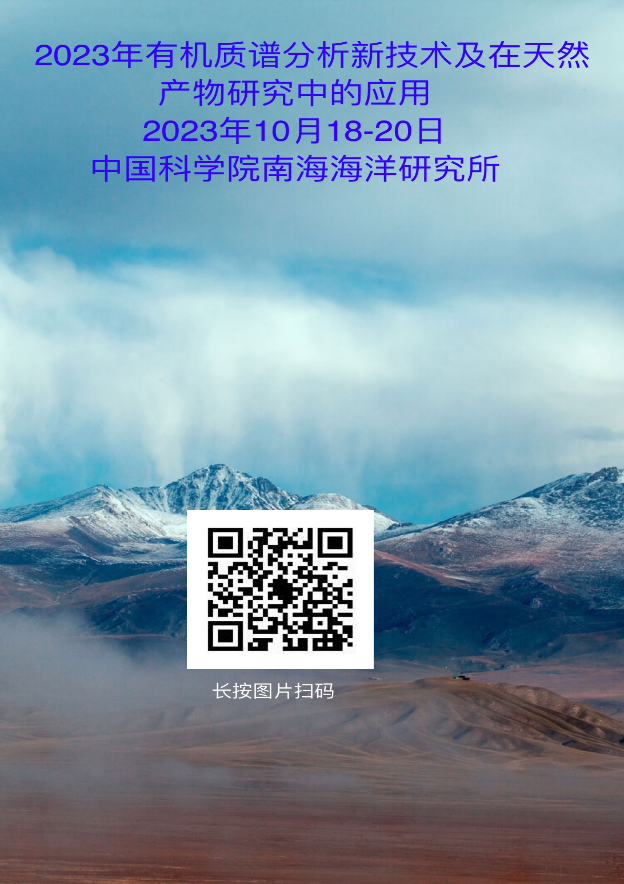 2023年有机质谱分析新技术及在天然
产物研究中的应用
2023年10月18-20日
中国科学院南海海洋研究所
长按图片扫码